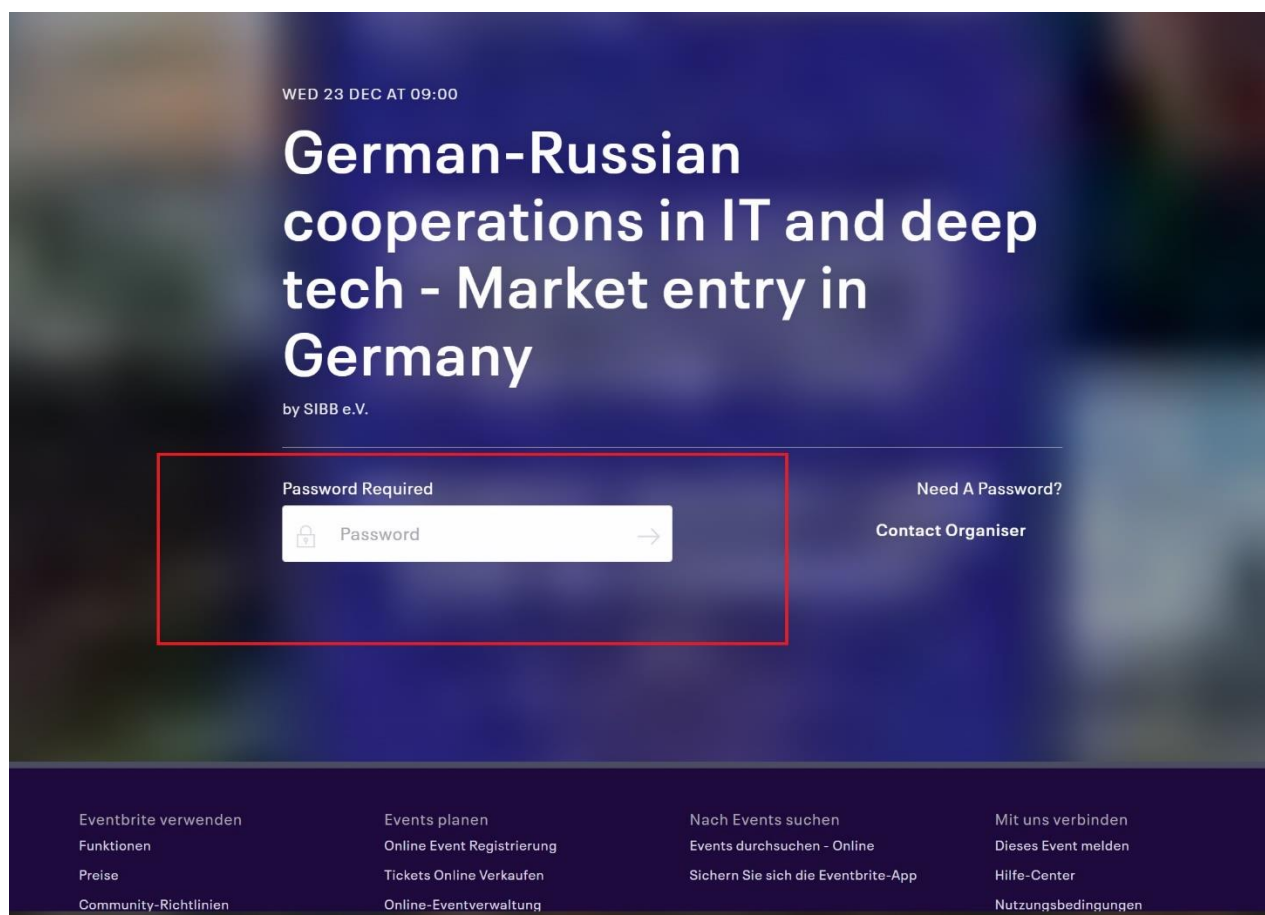 WED 23 DEC AT 09:00
German-Russian
cooperations in IT and deep
tech - Market entry in
Germany
by SIBB e.V.
Password Required
Need A Password?
Password
Contact Organiser
Eventbrite verwenden
Funktionen
Preise
Community-Richtlinien
Events planen
Online Event Registrierung
Tickets Online Verkaufen
Online-Eventverwaltung
Nach Events suchen
Events durchsuchen - Online
Sichern Sie sich die Eventbrite-App
Mit uns verbinden
Dieses Event melden
Hilfe-Center
Nutzungsbedingungen